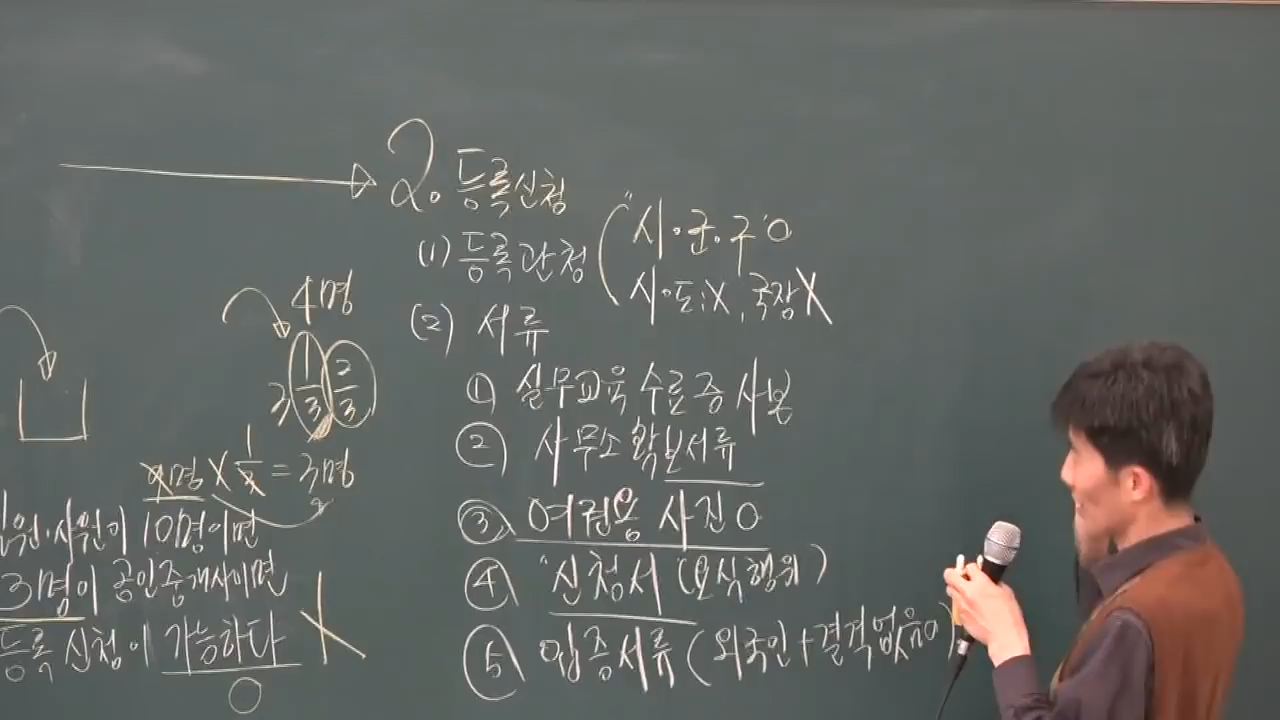 2. 등록신청
(1) 등록관청 ( "시·군·구" O
시·도: X, 국장 X
(2) 서류
① 실무교육 수료증 사본
② 사무소 확보서류
③ 여권용 사진 O
④ "신청서 (요식행위)
⑤ 입증서류 (외국인 + 결격없음)
4명
3 1/3 2/3
명 X 1/ = 3명
원·사원이 10명이면
3명이 공인중개사이면
등록 신청이 가능하다 X
O